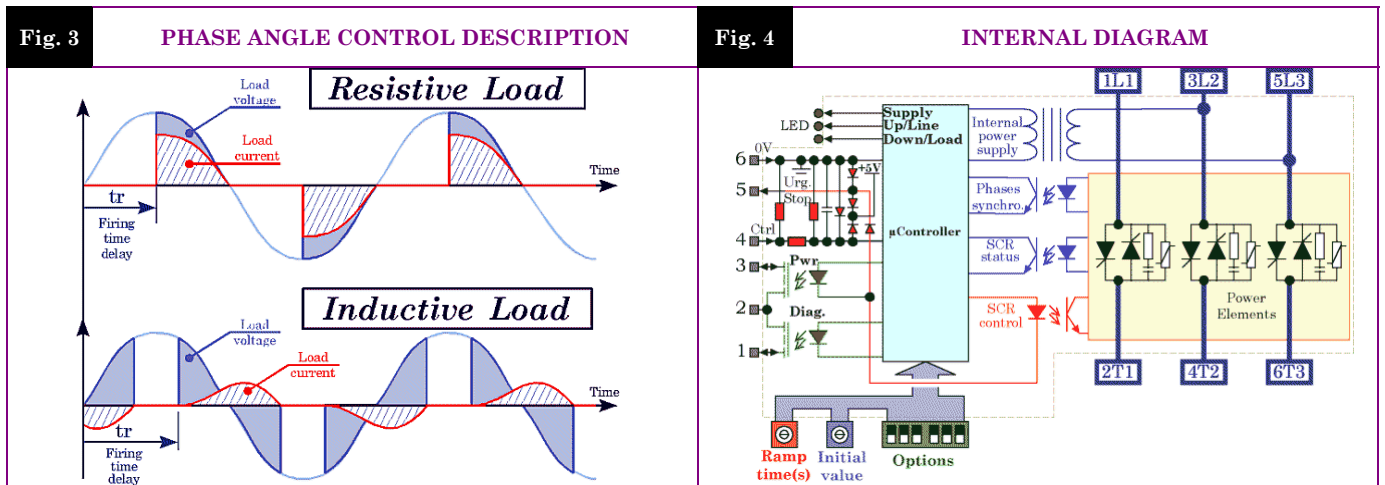 Fig. 3
PHASE ANGLE CONTROL DESCRIPTION
Resistive Load
Load
voltage
Load
current
Time
tr
Firing
time
delay
Inductive Load
Load
voltage
Load
current
Time
tr
Firing
time
delay
Fig. 4
INTERNAL DIAGRAM
1L1
3L2
5L3
LED
Supply
Up/Line
Down/Load
Internal
power
supply
6
0V
+5V
5
Urg.
Stop
Phases
synchro.
4
Ctrl
µController
SCR
status
3
Pwr
2
Diag.
SCR
control
Power
Elements
1
2T1
4T2
6T3
Ramp
time(s)
Initial
value
Options